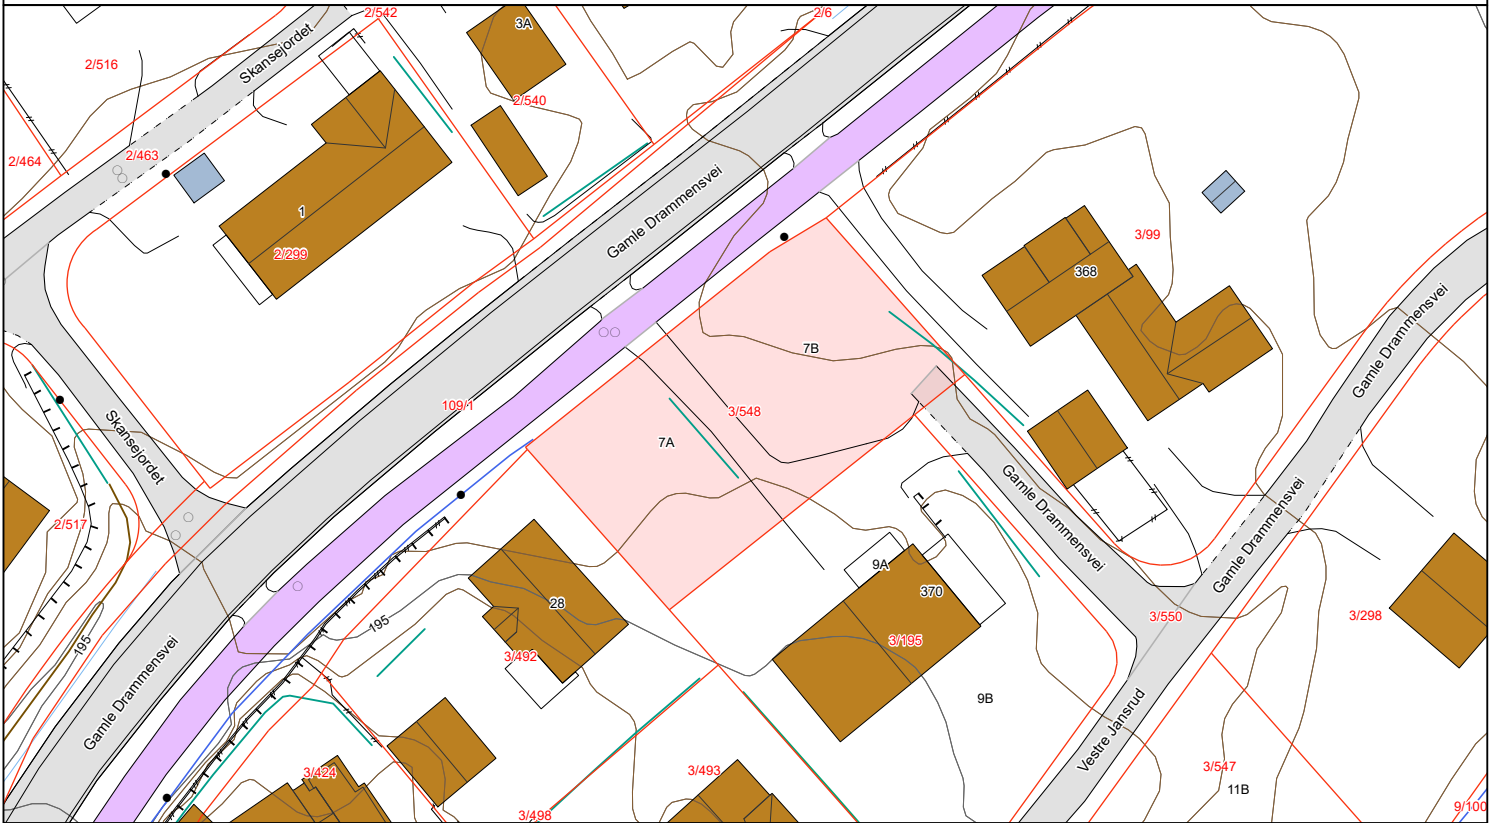 2/542
2/6
3A
Skansejordet
2/516
2/540
2/464
2/463
1
2/299
Gamle Drammensvei
3/99
368
7B
Gamle Drammensvei
109/1
3/548
7A
Skansejordet
2/517
Gamle Drammensvei
Gamle Drammensvei
9A
370
28
195
195
3/492
3/195
3/550
3/298
Gamle Drammensvei
9B
Vestre Jansrud
3/424
3/493
3/547
11B
3/498
9/100